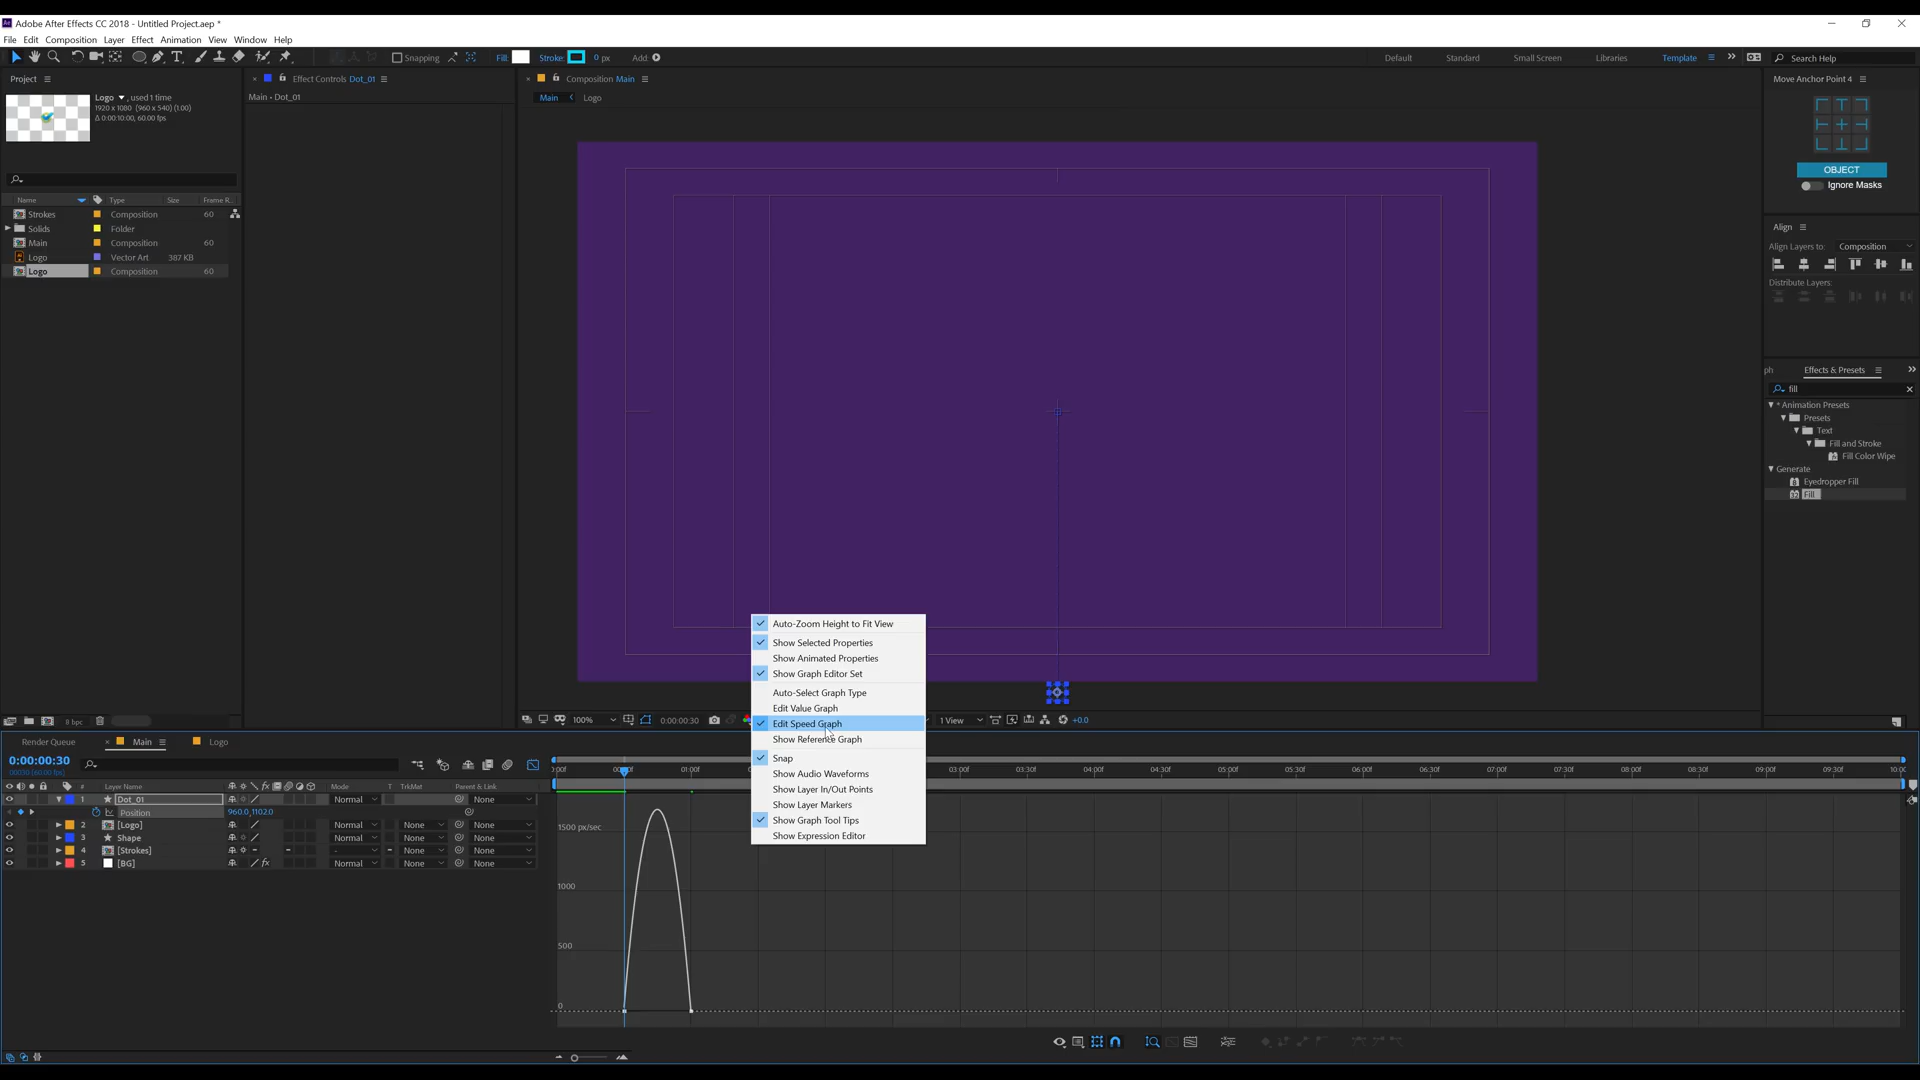 Adobe After Effects CC 2018 - Untitled Project.aep *
File Edit Composition Layer Effect Animation View Window Help
Snapping Fill: Stroke: 0 px Add:
Default Standard Small Screen Libraries Template Search Help
Project
Logo , used 1 time
1920 x 1080 (960 x 540) (1.00)
Δ 0:00:10:00, 60.00 fps
Name Type Size Frame R...
Strokes Composition 60
Solids Folder
Main Composition 60
Logo Vector Art 387 KB
Logo Composition 60
8 bpc
Effect Controls Dot_01
Main • Dot_01
Composition Main
Main Logo
100% 0:00:00:30 1 View +0.0
Move Anchor Point 4
OBJECT
Ignore Masks
Align
Align Layers to: Composition
Distribute Layers:
ph Effects & Presets
fill
* Animation Presets
Presets
Text
Fill and Stroke
Fill Color Wipe
Generate
Eyedropper Fill
Fill
Auto-Zoom Height to Fit View
Show Selected Properties
Show Animated Properties
Show Graph Editor Set
Auto-Select Graph Type
Edit Value Graph
Edit Speed Graph
Show Reference Graph
Snap
Show Audio Waveforms
Show Layer In/Out Points
Show Layer Markers
Show Graph Tool Tips
Show Expression Editor
Render Queue Main Logo
0:00:00:30
00030 (60.00 fps)
# Layer Name Mode T TrkMat Parent & Link
1 Dot_01 Normal None
Position 960.0,1102.0
2 [Logo] Normal None None
3 Shape Normal None None
4 [Strokes] - None None
5 [BG] Normal None None
01:00f 03:00f 03:30f 04:00f 04:30f 05:00f 05:30f 06:00f 06:30f 07:00f 07:30f 08:00f 08:30f 09:00f 09:30f
1500 px/sec
1000
500
0